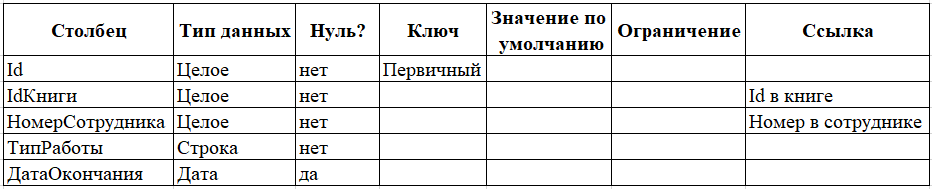 Столбец Тип данных Нуль? Ключ Значение по умолчанию Ограничение Ссылка
Id Целое нет Первичный
IdКниги Целое нет Id в книге
НомерСотрудника Целое нет Номер в сотруднике
ТипРаботы Строка нет
ДатаОкончания Дата да